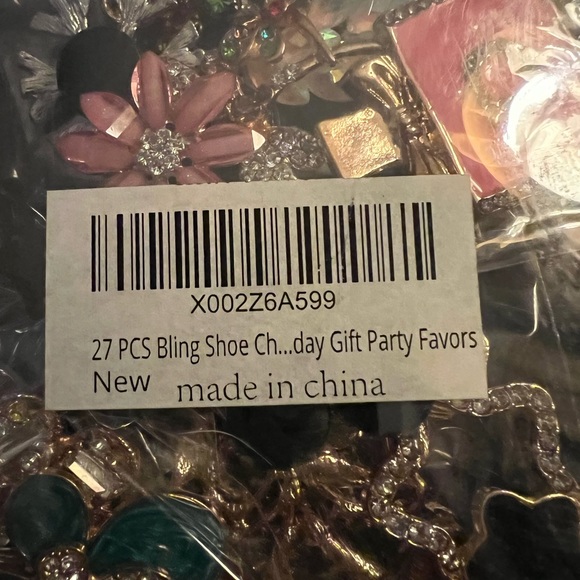 X002Z6A599
27 PCS Bling Shoe Ch...day Gift Party Favors
New made in china